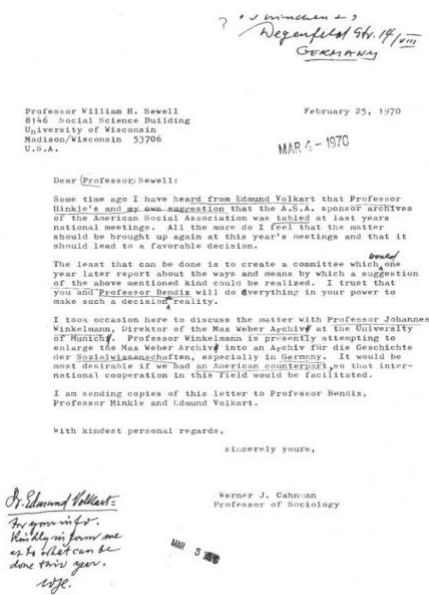 8 München 23
Degenfeld Str. 14/VIII
GERMANY
Professor William H. Sewell
8146 Social Science Building
University of Wisconsin
Madison/Wisconsin 53706
U.S.A.
February 25, 1970
MAR 4 - 1970
Dear Professor Sewell:
Some time ago I have heard from Edmund Volkart that Professor
Hinkle's and my own suggestion that the A.S.A. sponsor archives
of the American Social Association was tabled at last years
national meetings. All the more do I feel that the matter
should be brought up again at this year's meetings and that it
should lead to a favorable decision.
The least that can be done is to create a committee which would one
year later report about the ways and means by which a suggestion
of the above mentioned kind could be realized. I trust that
you and Professor Bendix will do everything in your power to
make such a decision reality.
I took occasion here to discuss the matter with Professor Johannes
Winkelmann, Director of the Max Weber Archiv at the University
of Munich. Professor Winkelmann is presently attempting to
enlarge the Max Weber Archiv into an Archiv für die Geschichte
der Sozialwissenschaften, especially in Germeny. It would be
most desirable if we had an American counterpart, so that inter-
national cooperation in this field would be facilitated.
I am sending copies of this letter to Professor Bendix,
Professor Hinkle and Edmund Volkart.
With kindest personal regards,
sincerely yours,
Werner J. Cahnman
Professor of Sociology
Dr. Edmund Volkart=
For your info.
Kindly inform me
as to what can be
done this year.
WJC.
MAR 3